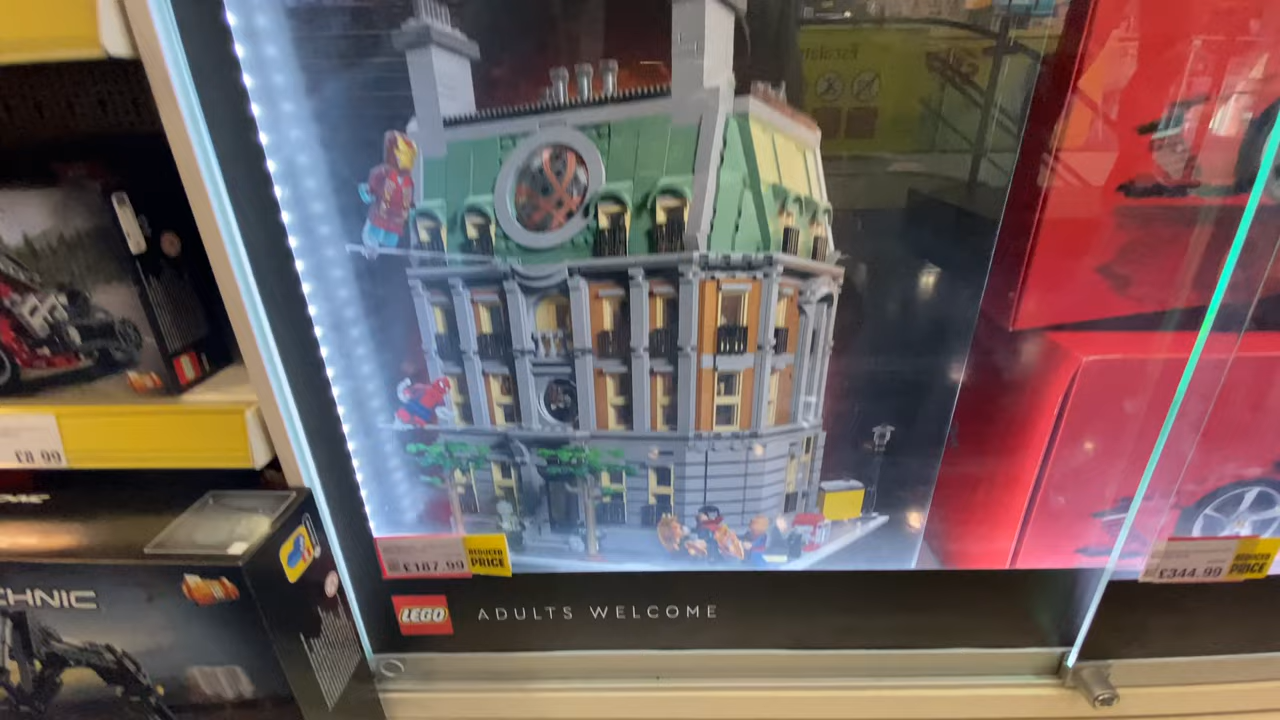 £8.99
CHNIC
£187.99
REDUCED
PRICE
LEGO
ADULTS WELCOME
£344.99
REDUCED
PRICE